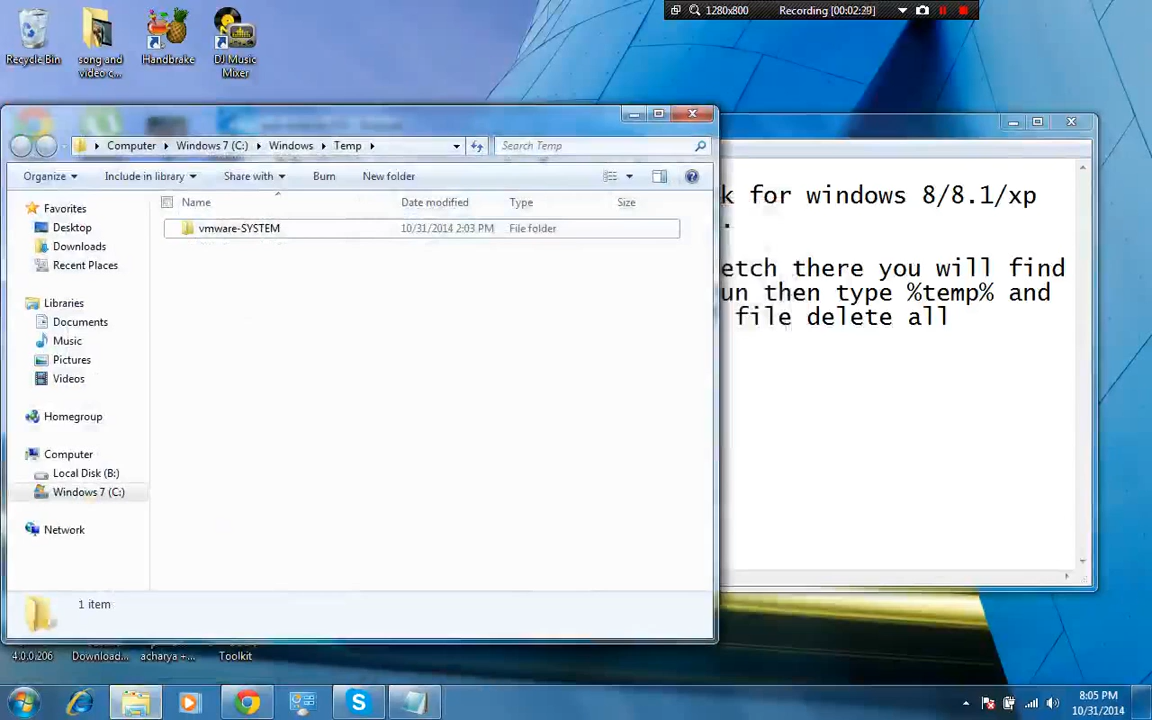 1280x800
Recording [00:02:29]
Recycle Bin
song and
video c...
Handbrake
DJ Music
Mixer
Computer
Windows 7 (C:)
Windows
Temp
Search Temp
Organize
Include in library
Share with
Burn
New folder
Name
Date modified
Type
Size
vmware-SYSTEM
10/31/2014 2:03 PM
File folder
Favorites
Desktop
Downloads
Recent Places
Libraries
Documents
Music
Pictures
Videos
Homegroup
Computer
Local Disk (B:)
Windows 7 (C:)
Network
1 item
k for windows 8/8.1/xp
.
etch there you will find
un then type %temp% and
file delete all
4.0.0.206
Download...
acharya +...
Toolkit
8:05 PM
10/31/2014